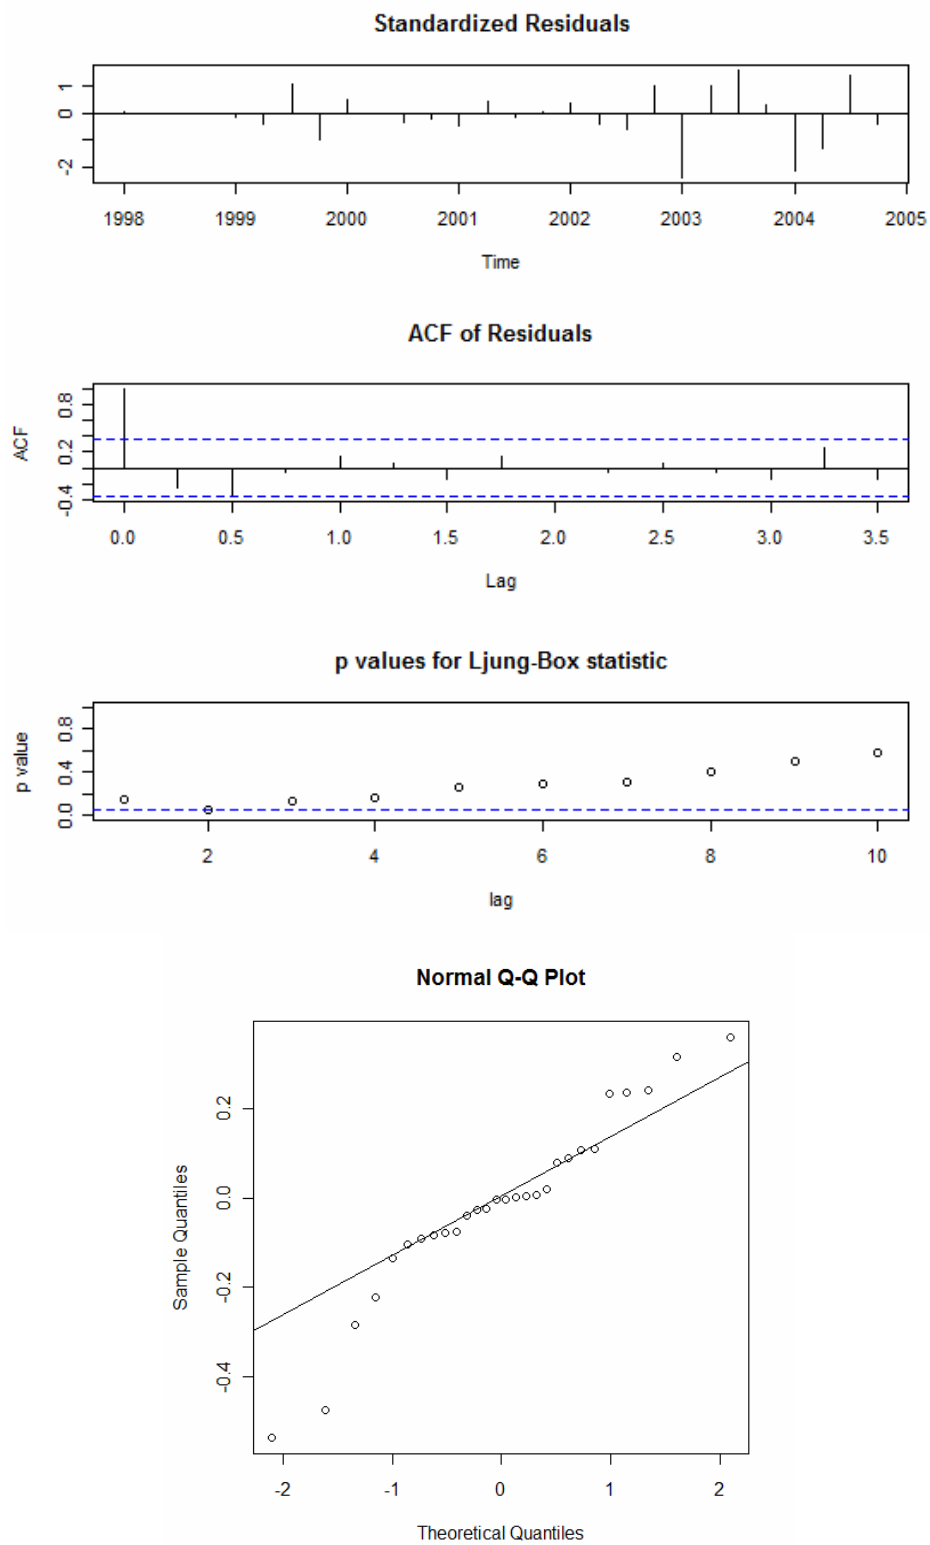 Standardized Residuals
1
0
-2
1998 1999 2000 2001 2002 2003 2004 2005
Time
ACF of Residuals
ACF
0.8
0.2
-0.4
0.0 0.5 1.0 1.5 2.0 2.5 3.0 3.5
Lag
p values for Ljung-Box statistic
p value
0.8
0.4
0.0
2 4 6 8 10
lag
Normal Q-Q Plot
Sample Quantiles
0.2
0.0
-0.2
-0.4
-2 -1 0 1 2
Theoretical Quantiles